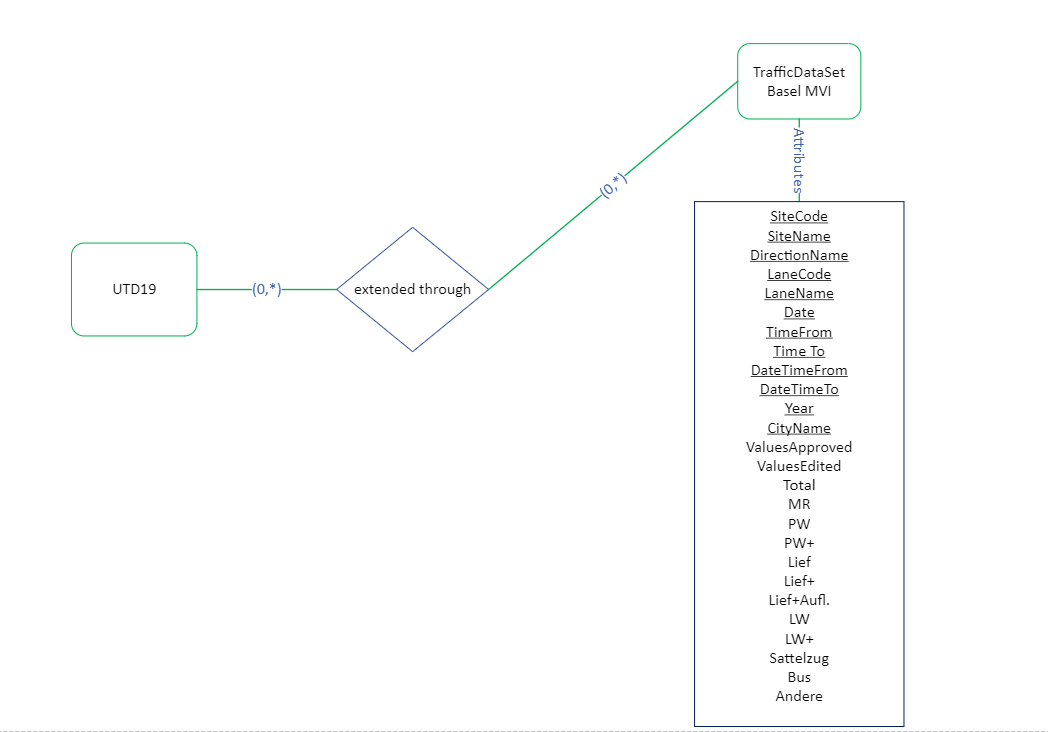 TrafficDataSet
Basel MVI
Attributes
(0,*)
UTD19
(0,*)
extended through
SiteCode
SiteName
DirectionName
LaneCode
LaneName
Date
TimeFrom
Time To
DateTimeFrom
DateTimeTo
Year
CityName
ValuesApproved
ValuesEdited
Total
MR
PW
PW+
Lief
Lief+
Lief+Aufl.
LW
LW+
Sattelzug
Bus
Andere